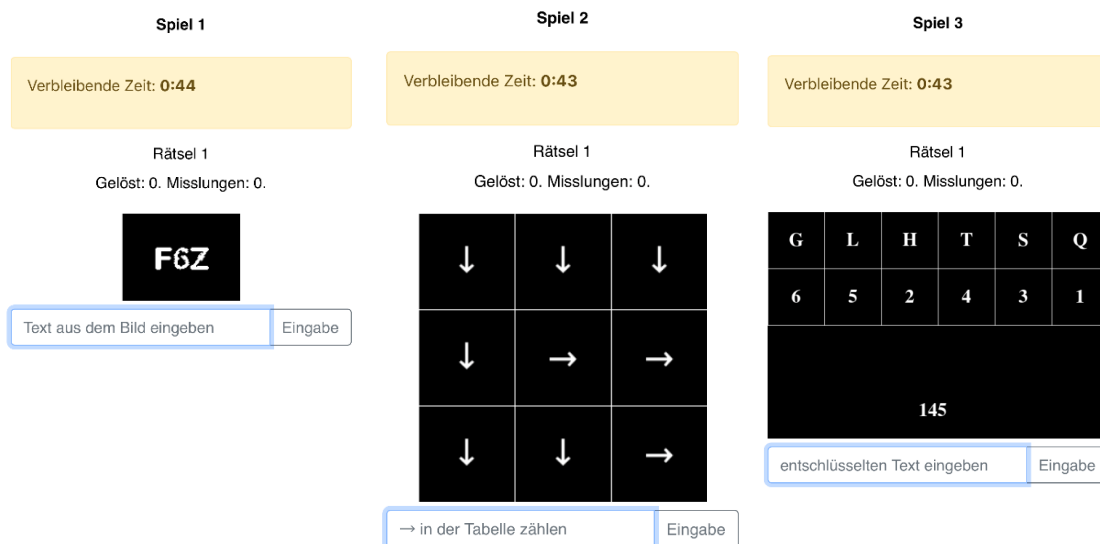 Spiel 1
Verbleibende Zeit: 0:44
Rätsel 1
Gelöst: 0. Misslungen: 0.
F6Z
Text aus dem Bild eingeben Eingabe
Spiel 2
Verbleibende Zeit: 0:43
Rätsel 1
Gelöst: 0. Misslungen: 0.
↓ ↓ ↓
↓ → →
↓ ↓ →
→ in der Tabelle zählen Eingabe
Spiel 3
Verbleibende Zeit: 0:43
Rätsel 1
Gelöst: 0. Misslungen: 0.
G L H T S Q
6 5 2 4 3 1
145
entschlüsselten Text eingeben Eingabe